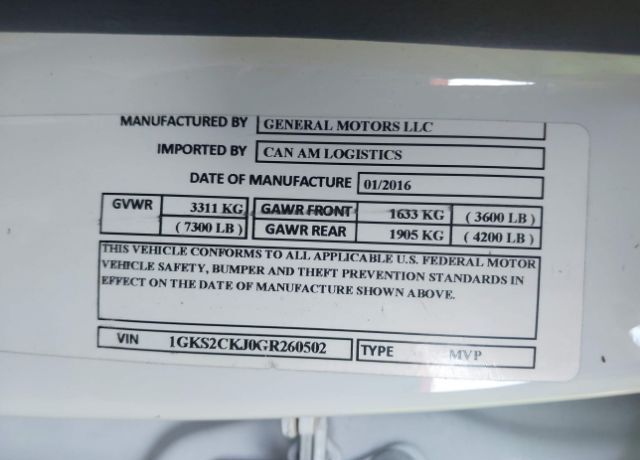 MANUFACTURED BY GENERAL MOTORS LLC
IMPORTED BY CAN AM LOGISTICS
DATE OF MANUFACTURE 01/2016
GVWR 3311 KG GAWR FRONT 1633 KG ( 3600 LB )
( 7300 LB ) GAWR REAR 1905 KG ( 4200 LB )
THIS VEHICLE CONFORMS TO ALL APPLICABLE U.S. FEDERAL MOTOR
VEHICLE SAFETY, BUMPER AND THEFT PREVENTION STANDARDS IN
EFFECT ON THE DATE OF MANUFACTURE SHOWN ABOVE.
VIN 1GKS2CKJ0GR260502 TYPE MVP